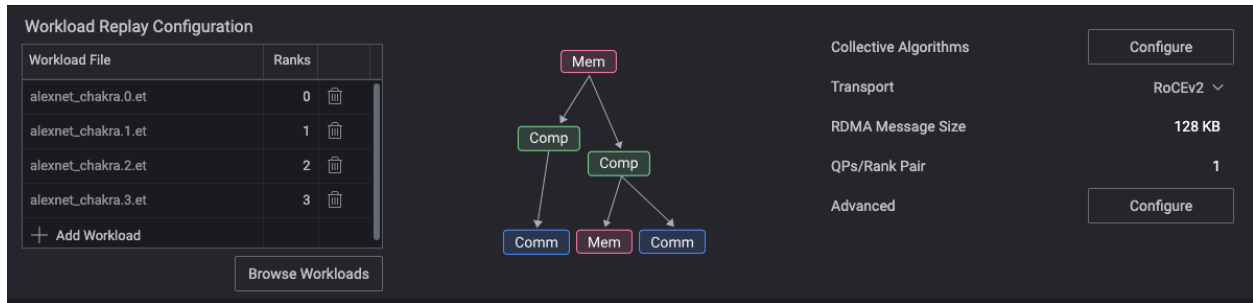 Workload Replay Configuration
Workload File Ranks
alexnet_chakra.0.et 0
alexnet_chakra.1.et 1
alexnet_chakra.2.et 2
alexnet_chakra.3.et 3
+ Add Workload
Browse Workloads
Mem
Comp
Comp
Comm Mem Comm
Collective Algorithms Configure
Transport RoCEv2
RDMA Message Size 128 KB
QPs/Rank Pair 1
Advanced Configure